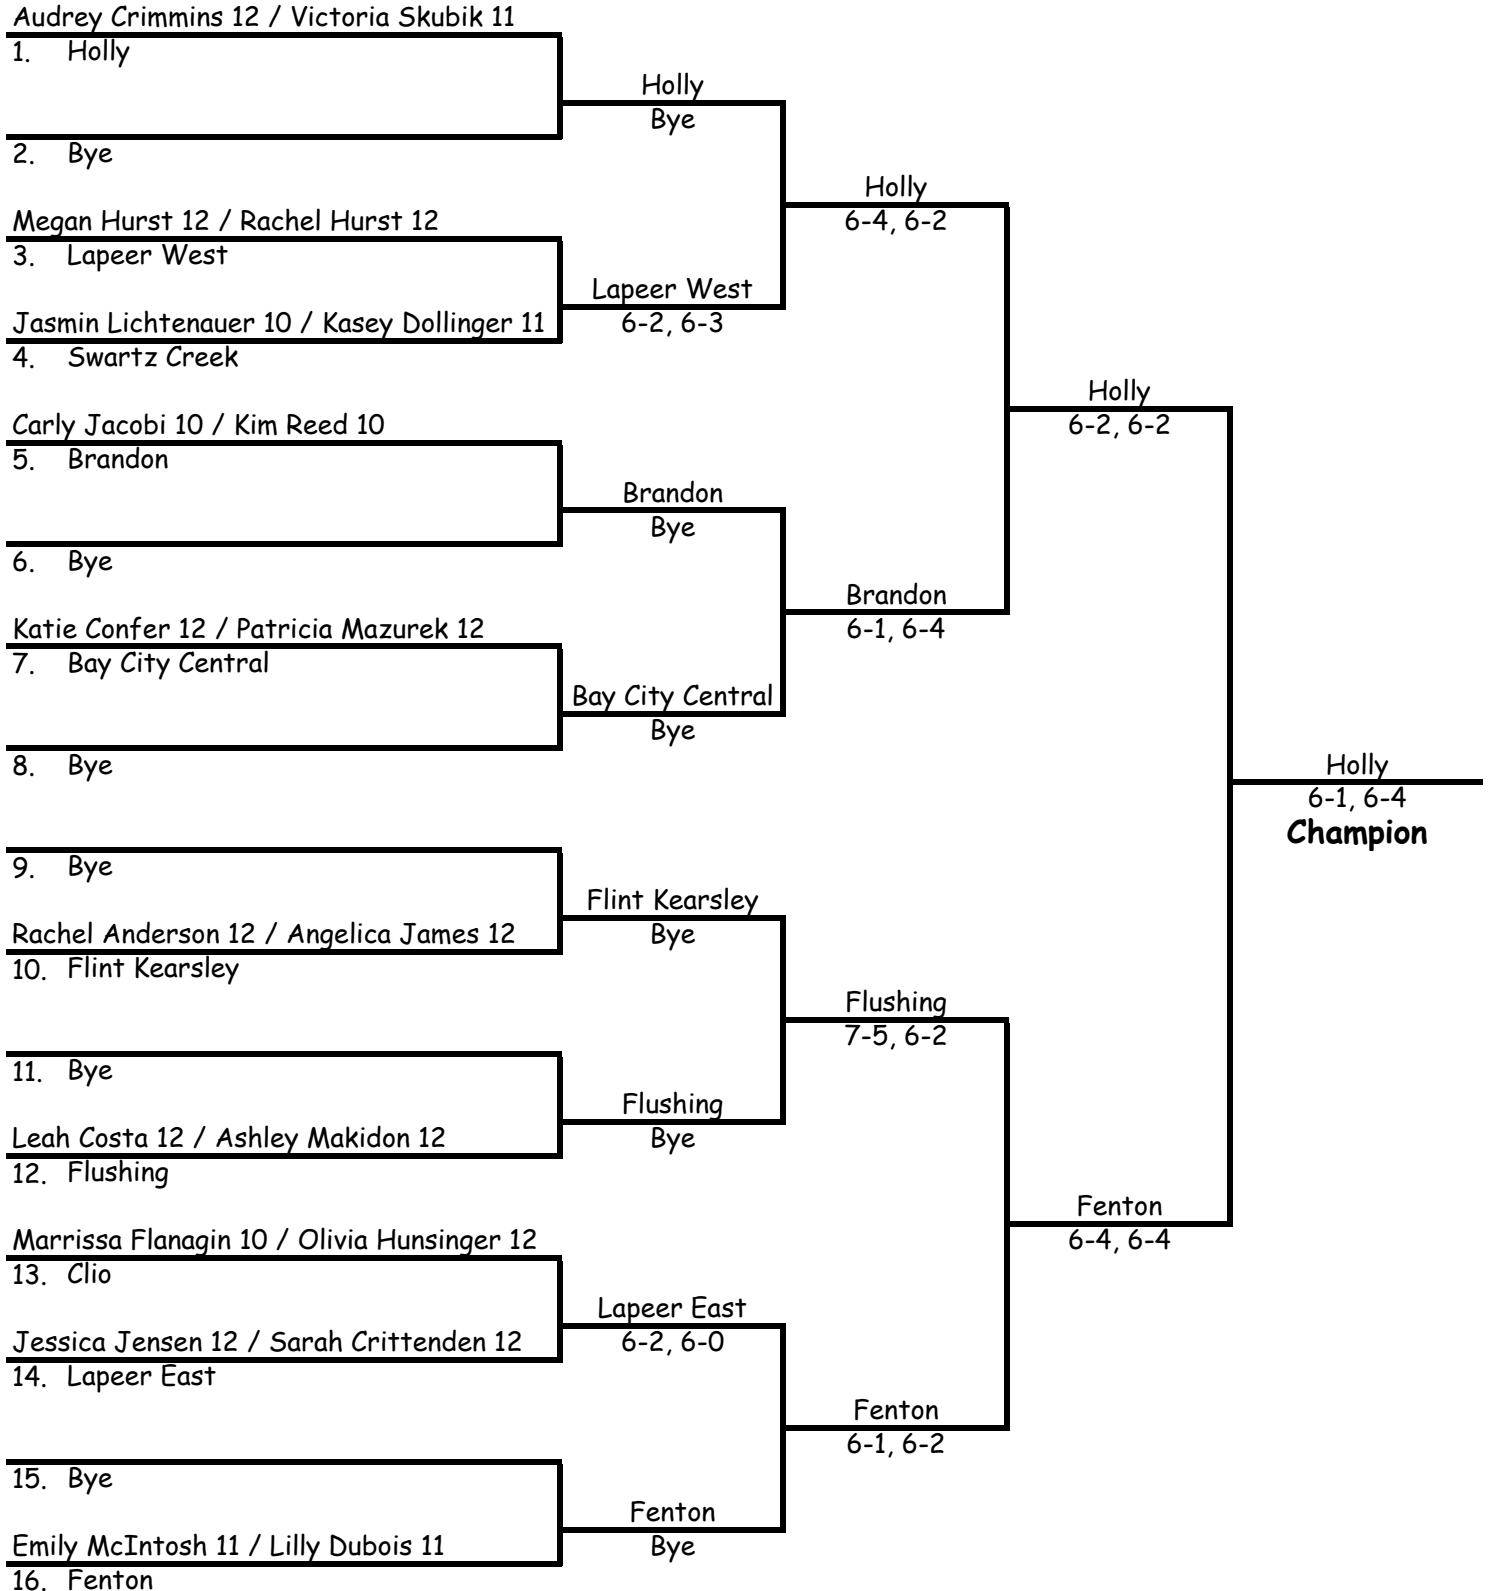 Audrey Crimmins 12 / Victoria Skubik 11
1. Holly
2. Bye
Megan Hurst 12 / Rachel Hurst 12
3. Lapeer West
Jasmin Lichtenauer 10 / Kasey Dollinger 11
4. Swartz Creek
Carly Jacobi 10 / Kim Reed 10
5. Brandon
6. Bye
Katie Confer 12 / Patricia Mazurek 12
7. Bay City Central
8. Bye
9. Bye
Rachel Anderson 12 / Angelica James 12
10. Flint Kearsley
11. Bye
Leah Costa 12 / Ashley Makidon 12
12. Flushing
Marrissa Flanagin 10 / Olivia Hunsinger 12
13. Clio
Jessica Jensen 12 / Sarah Crittenden 12
14. Lapeer East
15. Bye
Emily McIntosh 11 / Lilly Dubois 11
16. Fenton
Holly
Bye
Lapeer West
6-2, 6-3
Brandon
Bye
Bay City Central
Bye
Flint Kearsley
Bye
Flushing
Bye
Lapeer East
6-2, 6-0
Fenton
Bye
Holly
6-4, 6-2
Brandon
6-1, 6-4
Flushing
7-5, 6-2
Fenton
6-1, 6-2
Holly
6-2, 6-2
Fenton
6-4, 6-4
Holly
6-1, 6-4
Champion